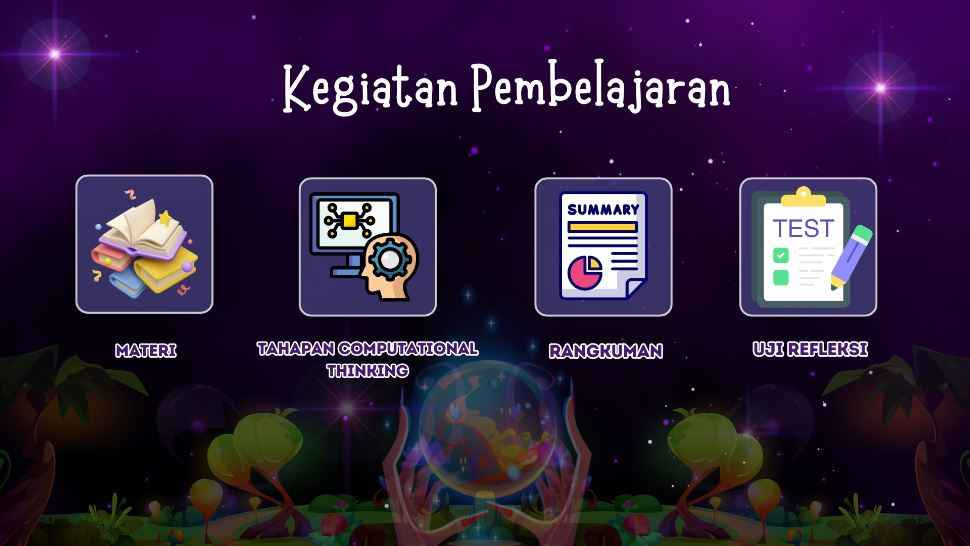 Kegiatan Pembelajaran
SUMMARY
TEST
MATERI
TAHAPAN COMPUTATIONAL
THINKING
RANGKUMAN
UJI REFLEKSI